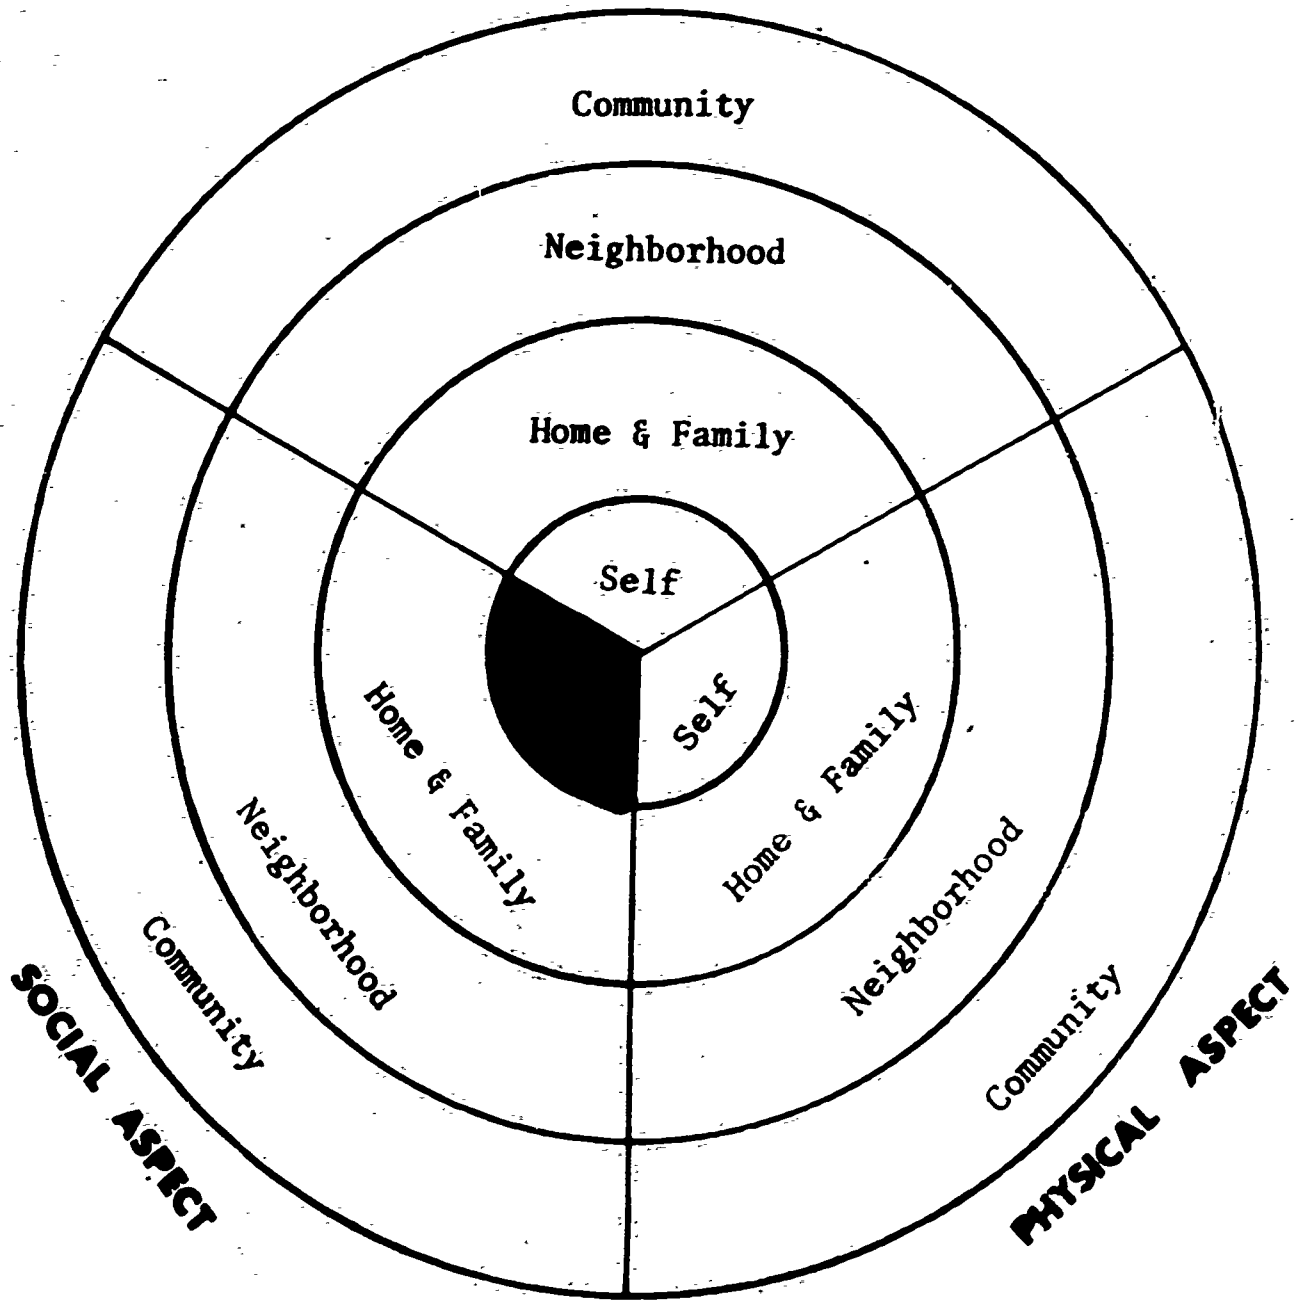 Community
Neighborhood
Home & Family
Self
Self
Home & Family
Neighborhood
Community
PHYSICAL ASPECT
Home & Family
Neighborhood
Community
SOCIAL ASPECT